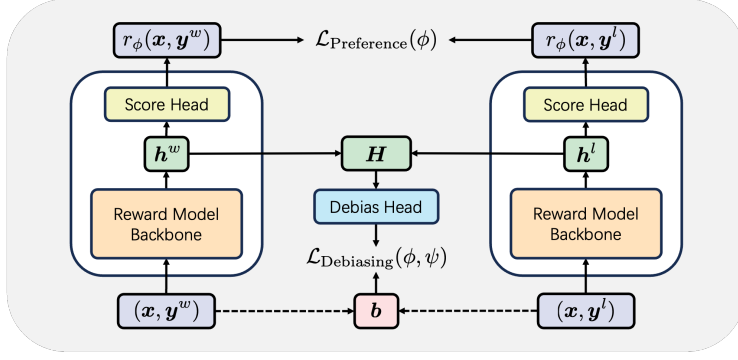 r_ϕ(x, y^w)
ℒ_Preference(ϕ)
r_ϕ(x, y^l)
Score Head
Score Head
h^w
H
h^l
Reward Model
Backbone
Debias Head
Reward Model
Backbone
ℒ_Debiasing(ϕ, ψ)
(x, y^w)
b
(x, y^l)